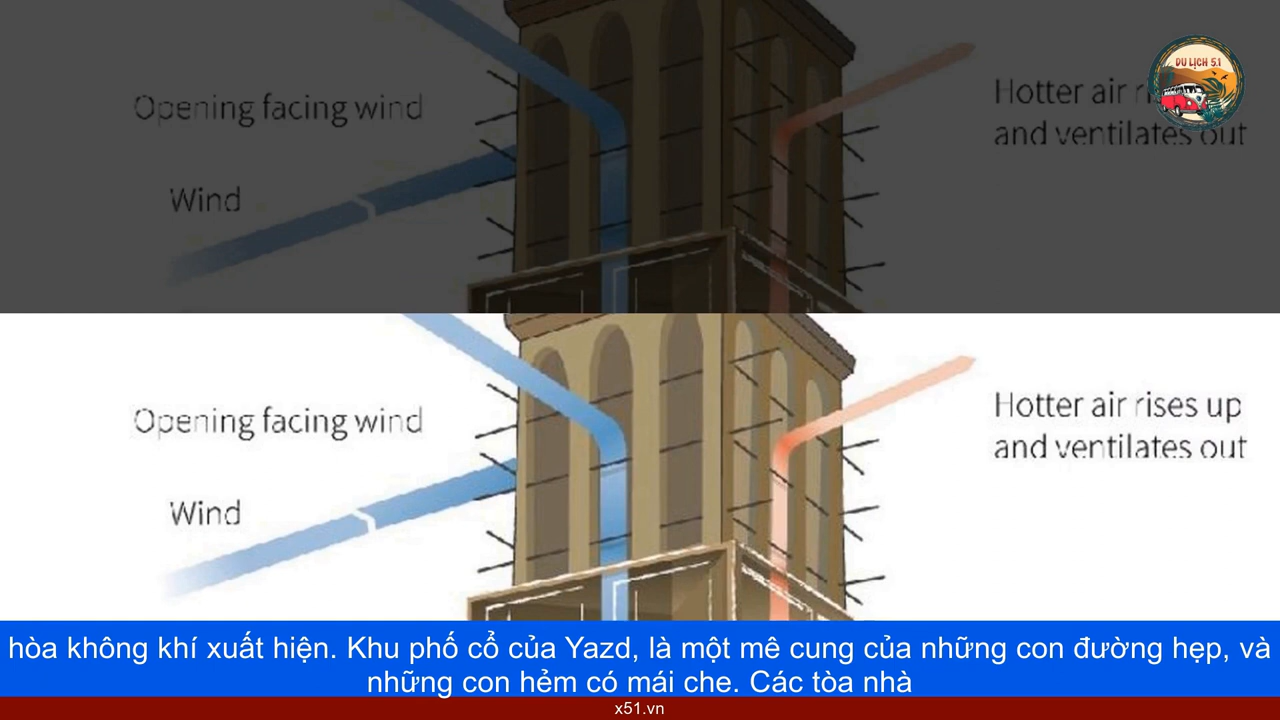 Opening facing wind
Wind
DU LỊCH 5.1
Hotter air
and ventilates out
Opening facing wind
Wind
Hotter air rises up
and ventilates out
hòa không khí xuất hiện. Khu phố cổ của Yazd, là một mê cung của những con đường hẹp, và
những con hẻm có mái che. Các tòa nhà
x51.vn